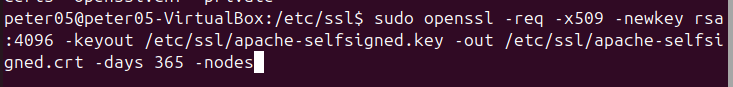 peter05@peter05-VirtualBox:/etc/ssl$ sudo openssl -req -x509 -newkey rsa
:4096 -keyout /etc/ssl/apache-selfsigned.key -out /etc/ssl/apache-selfsi
gned.crt -days 365 -nodes